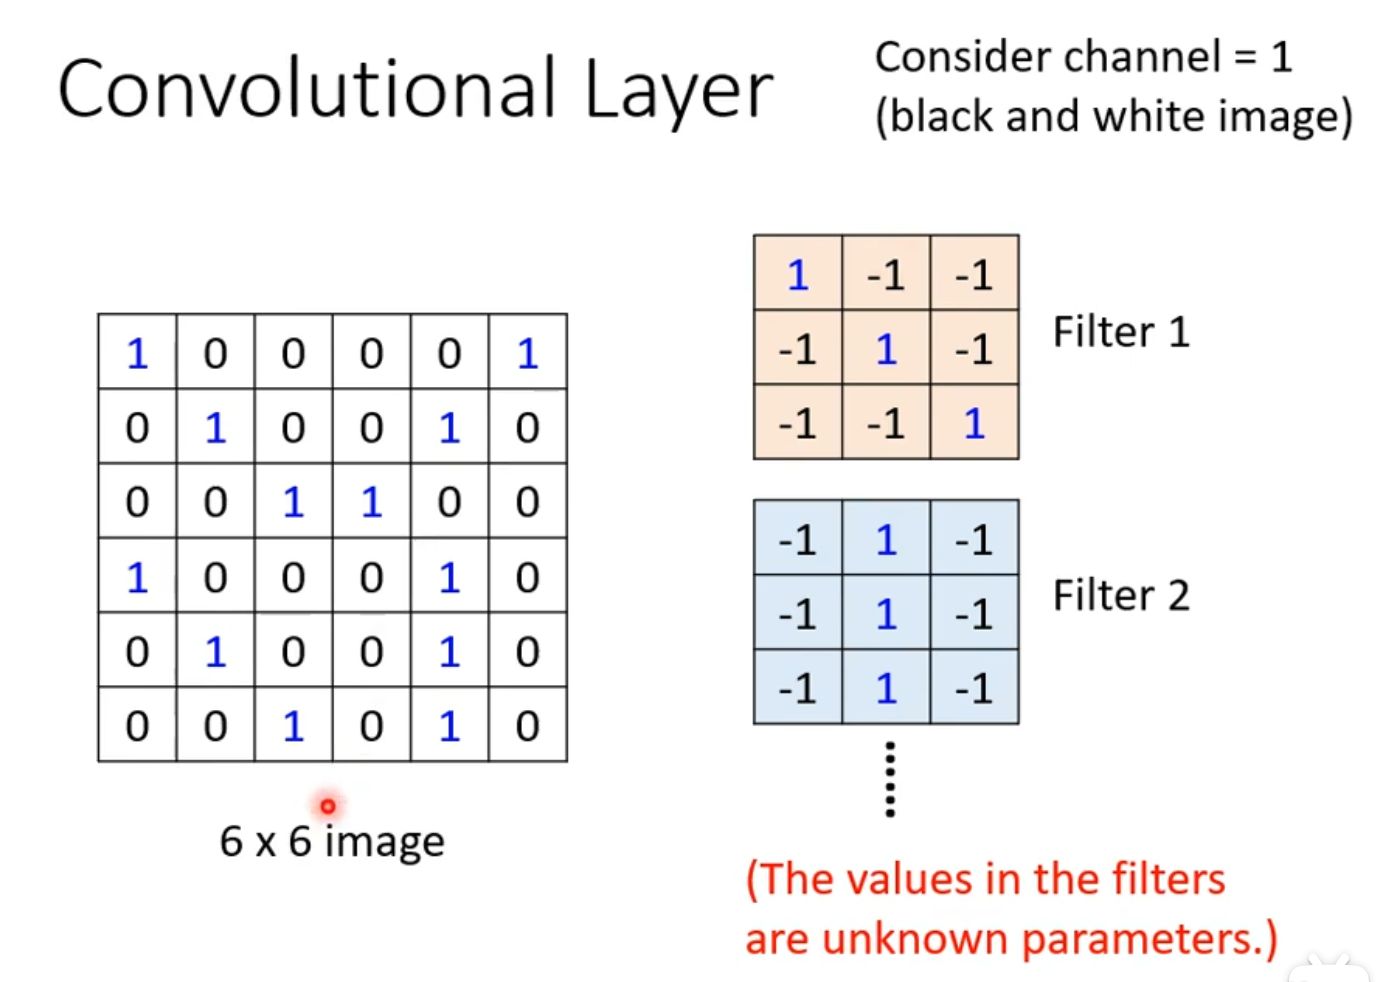 Convolutional Layer
Consider channel = 1
(black and white image)
1 0 0 0 0 1
0 1 0 0 1 0
0 0 1 1 0 0
1 0 0 0 1 0
0 1 0 0 1 0
0 0 1 0 1 0
6 x 6 image
1 -1 -1
-1 1 -1
-1 -1 1
Filter 1
-1 1 -1
-1 1 -1
-1 1 -1
Filter 2
(The values in the filters
are unknown parameters.)